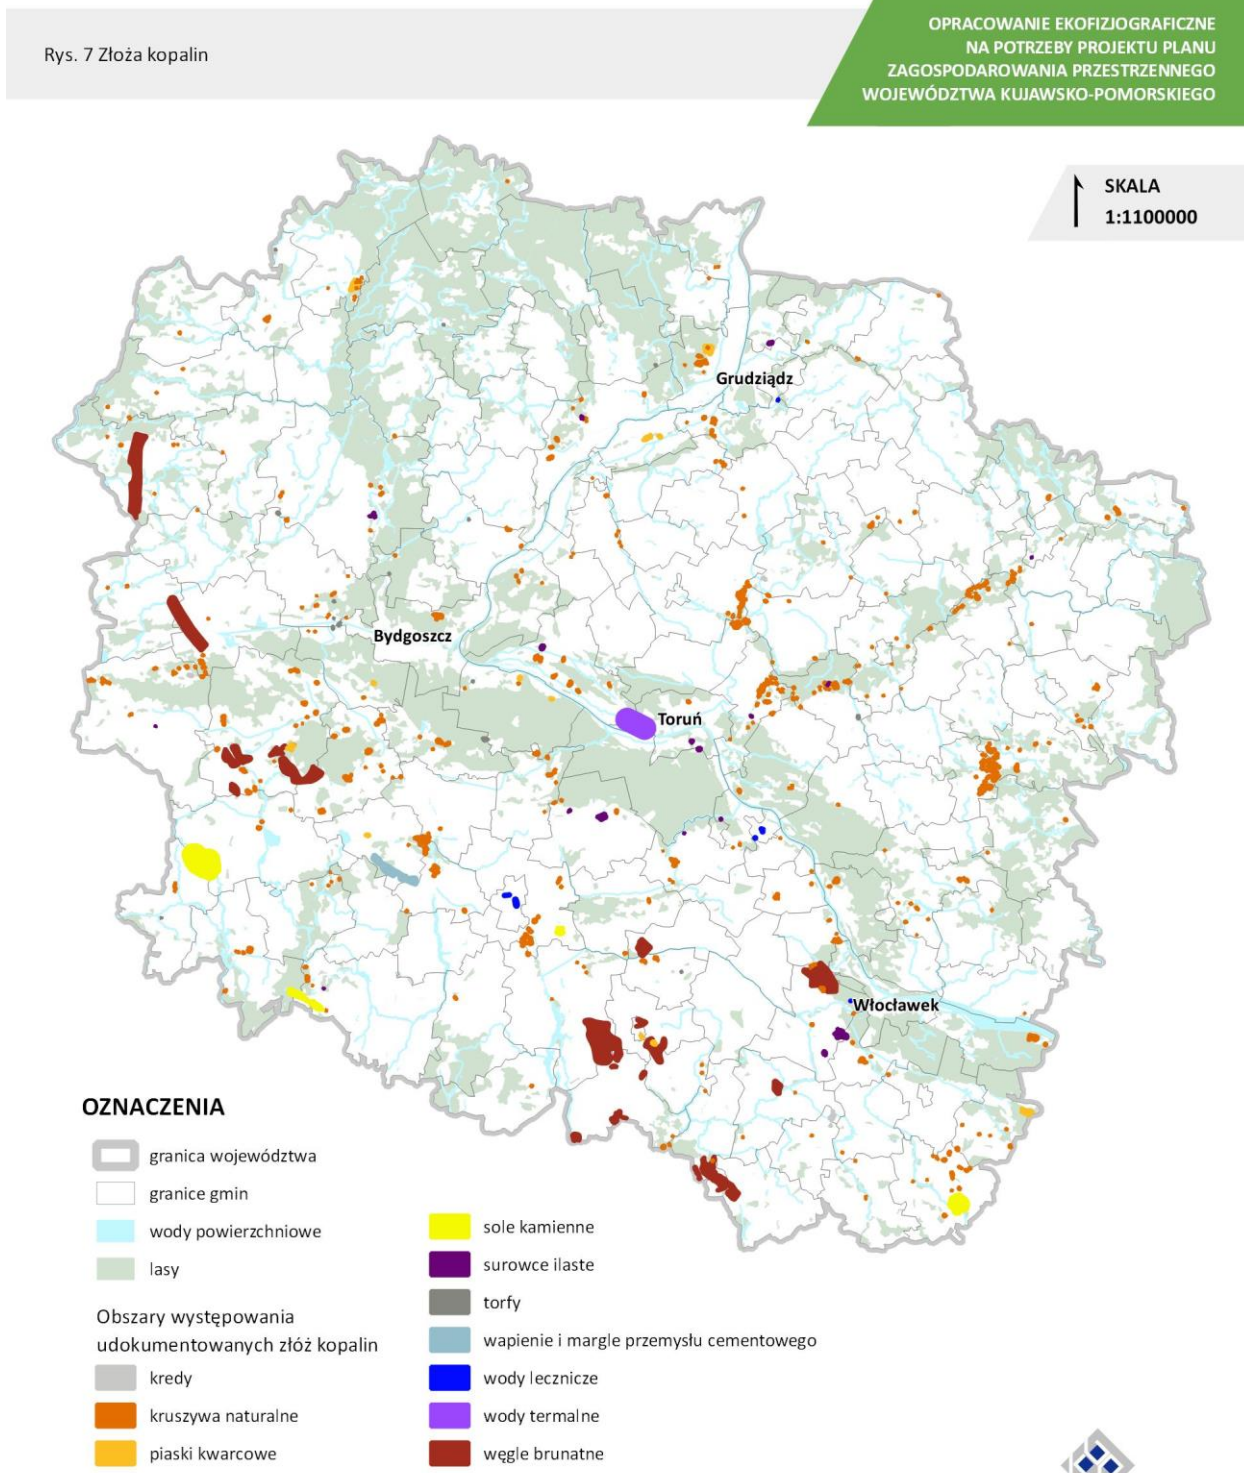 Rys. 7 Złoża kopalin
OPRACOWANIE EKOFIZJOGRAFICZNE
NA POTRZEBY PROJEKTU PLANU
ZAGOSPODAROWANIA PRZESTRZENNEGO
WOJEWÓDZTWA KUJAWSKO-POMORSKIEGO
SKALA
1:1100000
Grudziądz
Bydgoszcz
Toruń
Włocławek
OZNACZENIA
granica województwa
granice gmin
wody powierzchniowe
lasy
Obszary występowania
udokumentowanych złóż kopalin
kredy
kruszywa naturalne
piaski kwarcowe
sole kamienne
surowce ilaste
torfy
wapienie i margle przemysłu cementowego
wody lecznicze
wody termalne
węgle brunatne